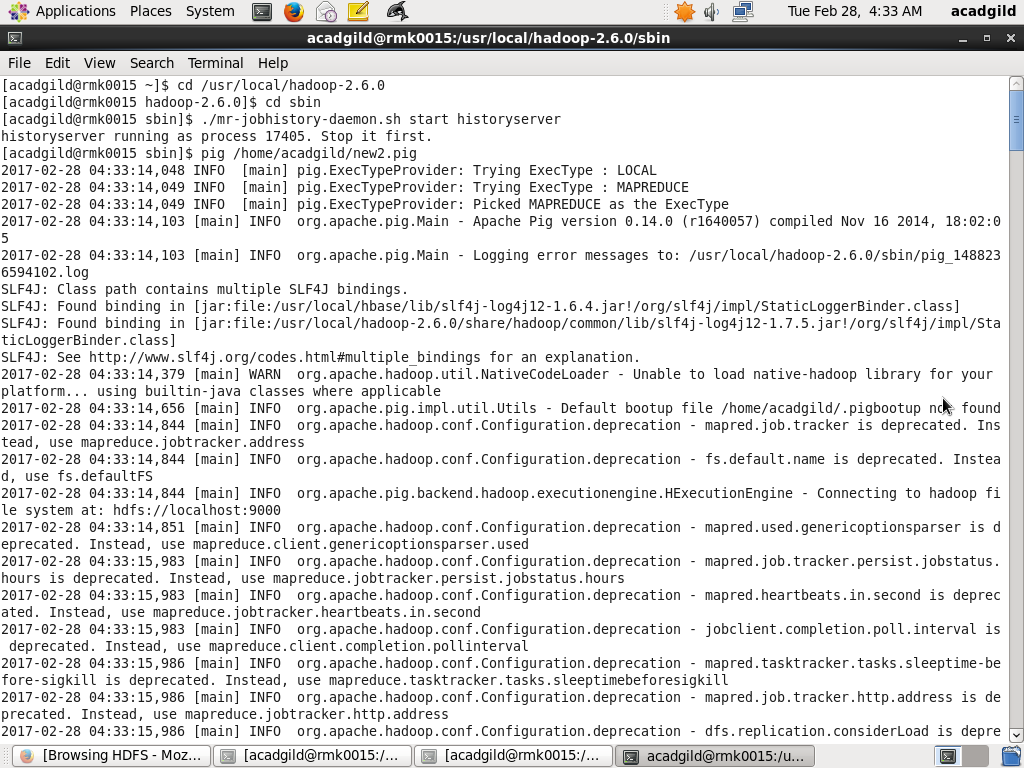 Applications Places System Tue Feb 28, 4:33 AM acadgild
acadgild@rmk0015:/usr/local/hadoop-2.6.0/sbin
File Edit View Search Terminal Help
[acadgild@rmk0015 ~]$ cd /usr/local/hadoop-2.6.0
[acadgild@rmk0015 hadoop-2.6.0]$ cd sbin
[acadgild@rmk0015 sbin]$ ./mr-jobhistory-daemon.sh start historyserver
historyserver running as process 17405. Stop it first.
[acadgild@rmk0015 sbin]$ pig /home/acadgild/new2.pig
2017-02-28 04:33:14,048 INFO  [main] pig.ExecTypeProvider: Trying ExecType : LOCAL
2017-02-28 04:33:14,049 INFO  [main] pig.ExecTypeProvider: Trying ExecType : MAPREDUCE
2017-02-28 04:33:14,049 INFO  [main] pig.ExecTypeProvider: Picked MAPREDUCE as the ExecType
2017-02-28 04:33:14,103 [main] INFO  org.apache.pig.Main - Apache Pig version 0.14.0 (r1640057) compiled Nov 16 2014, 18:02:0
5
2017-02-28 04:33:14,103 [main] INFO  org.apache.pig.Main - Logging error messages to: /usr/local/hadoop-2.6.0/sbin/pig_148823
6594102.log
SLF4J: Class path contains multiple SLF4J bindings.
SLF4J: Found binding in [jar:file:/usr/local/hbase/lib/slf4j-log4j12-1.6.4.jar!/org/slf4j/impl/StaticLoggerBinder.class]
SLF4J: Found binding in [jar:file:/usr/local/hadoop-2.6.0/share/hadoop/common/lib/slf4j-log4j12-1.7.5.jar!/org/slf4j/impl/Sta
ticLoggerBinder.class]
SLF4J: See http://www.slf4j.org/codes.html#multiple_bindings for an explanation.
2017-02-28 04:33:14,379 [main] WARN  org.apache.hadoop.util.NativeCodeLoader - Unable to load native-hadoop library for your
platform... using builtin-java classes where applicable
2017-02-28 04:33:14,656 [main] INFO  org.apache.pig.impl.util.Utils - Default bootup file /home/acadgild/.pigbootup not found
2017-02-28 04:33:14,844 [main] INFO  org.apache.hadoop.conf.Configuration.deprecation - mapred.job.tracker is deprecated. Ins
tead, use mapreduce.jobtracker.address
2017-02-28 04:33:14,844 [main] INFO  org.apache.hadoop.conf.Configuration.deprecation - fs.default.name is deprecated. Instea
d, use fs.defaultFS
2017-02-28 04:33:14,844 [main] INFO  org.apache.pig.backend.hadoop.executionengine.HExecutionEngine - Connecting to hadoop fi
le system at: hdfs://localhost:9000
2017-02-28 04:33:14,851 [main] INFO  org.apache.hadoop.conf.Configuration.deprecation - mapred.used.genericoptionsparser is d
eprecated. Instead, use mapreduce.client.genericoptionsparser.used
2017-02-28 04:33:15,983 [main] INFO  org.apache.hadoop.conf.Configuration.deprecation - mapred.job.tracker.persist.jobstatus.
hours is deprecated. Instead, use mapreduce.jobtracker.persist.jobstatus.hours
2017-02-28 04:33:15,983 [main] INFO  org.apache.hadoop.conf.Configuration.deprecation - mapred.heartbeats.in.second is deprec
ated. Instead, use mapreduce.jobtracker.heartbeats.in.second
2017-02-28 04:33:15,983 [main] INFO  org.apache.hadoop.conf.Configuration.deprecation - jobclient.completion.poll.interval is
 deprecated. Instead, use mapreduce.client.completion.pollinterval
2017-02-28 04:33:15,986 [main] INFO  org.apache.hadoop.conf.Configuration.deprecation - mapred.tasktracker.tasks.sleeptime-be
fore-sigkill is deprecated. Instead, use mapreduce.tasktracker.tasks.sleeptimebeforesigkill
2017-02-28 04:33:15,986 [main] INFO  org.apache.hadoop.conf.Configuration.deprecation - mapred.job.tracker.http.address is de
precated. Instead, use mapreduce.jobtracker.http.address
2017-02-28 04:33:15,986 [main] INFO  org.apache.hadoop.conf.Configuration.deprecation - dfs.replication.considerLoad is depre
[Browsing HDFS - Moz... [acadgild@rmk0015:/... [acadgild@rmk0015:/... acadgild@rmk0015:/u...